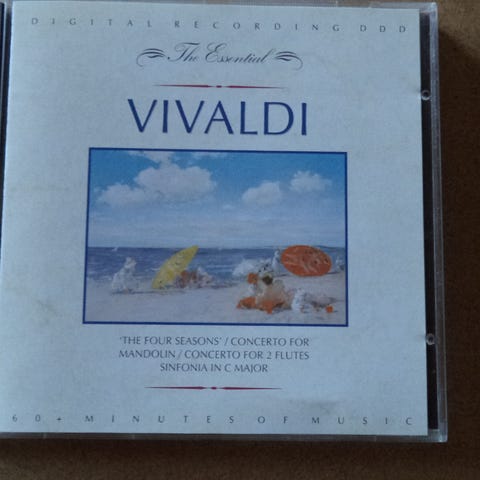 DIGITAL RECORDING DDD
The Essential
VIVALDI
'THE FOUR SEASONS' / CONCERTO FOR
MANDOLIN / CONCERTO FOR 2 FLUTES
SINFONIA IN C MAJOR
60+ MINUTES OF MUSIC